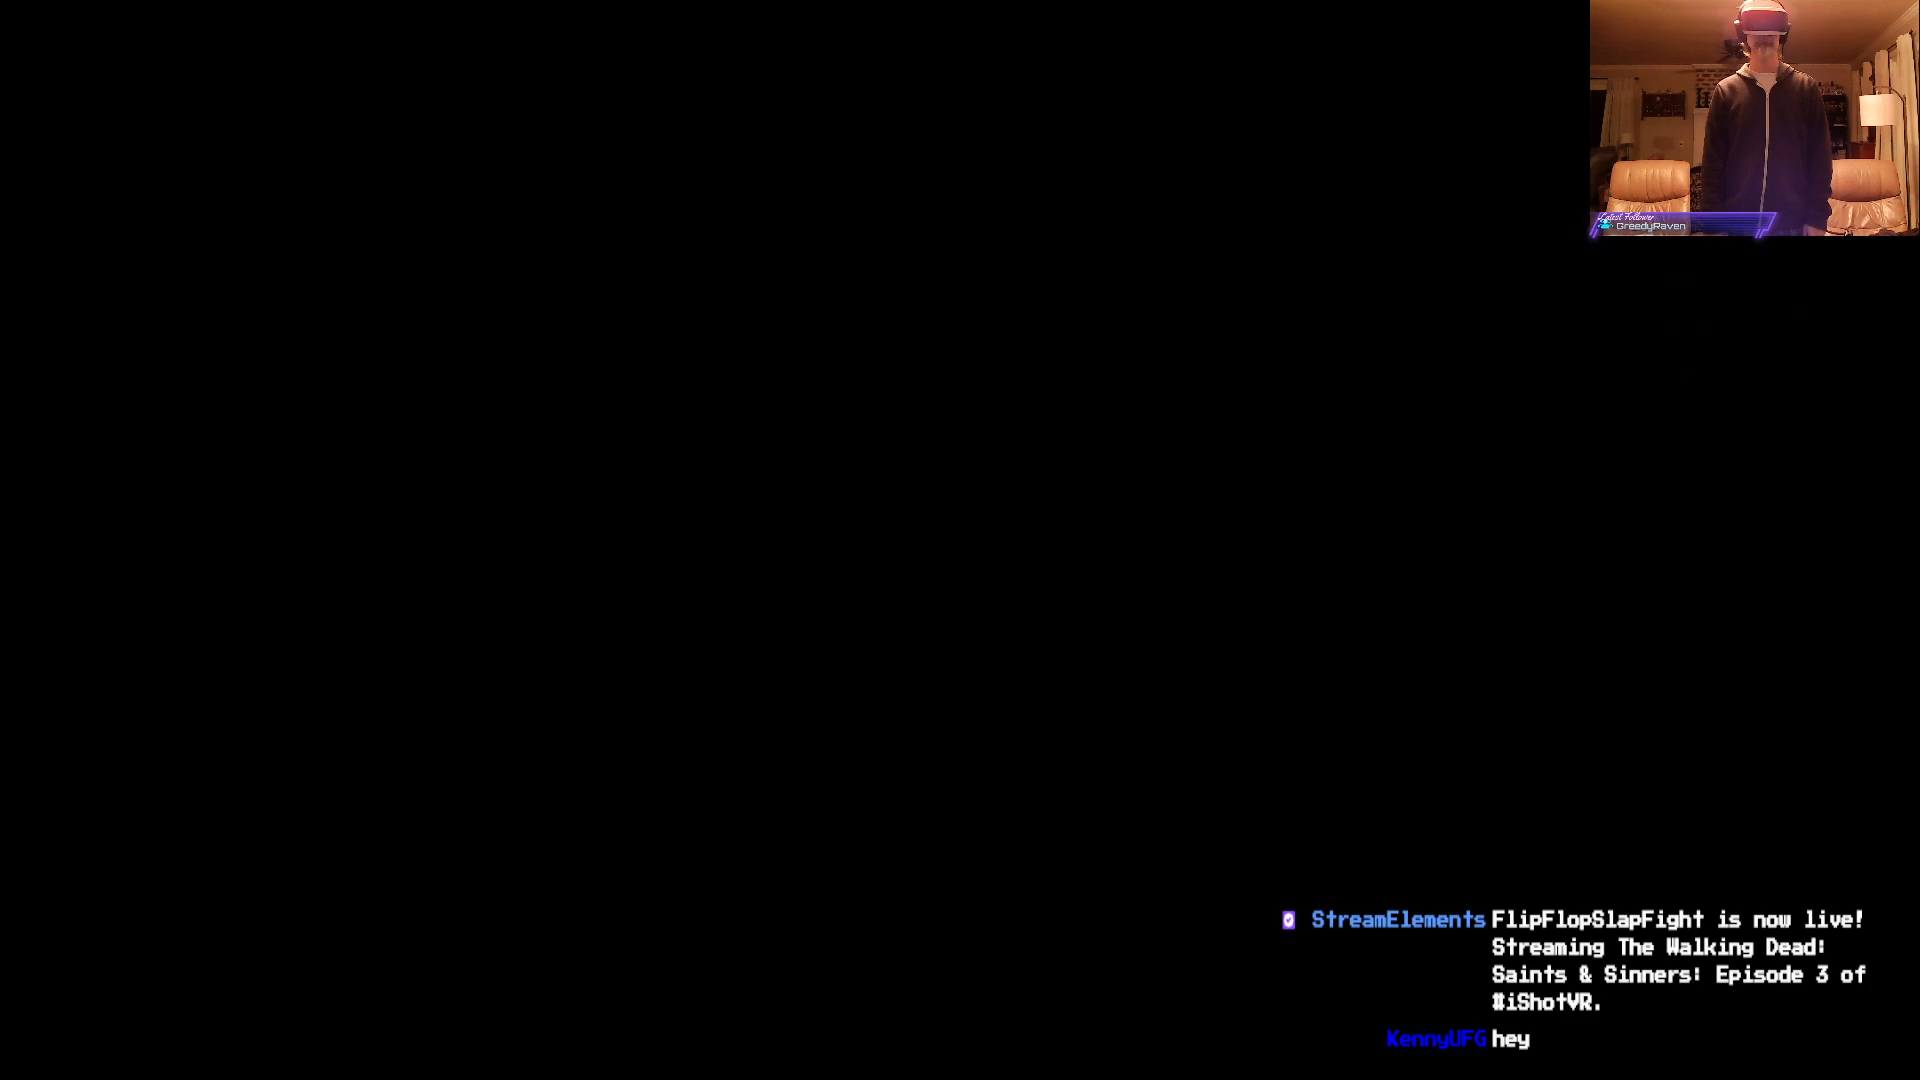 Latest Follower
GreedyRaven
StreamElements FlipFlopSlapFight is now live!
Streaming The Walking Dead:
Saints & Sinners: Episode 3 of
#iShotVR.
KennyUFG hey